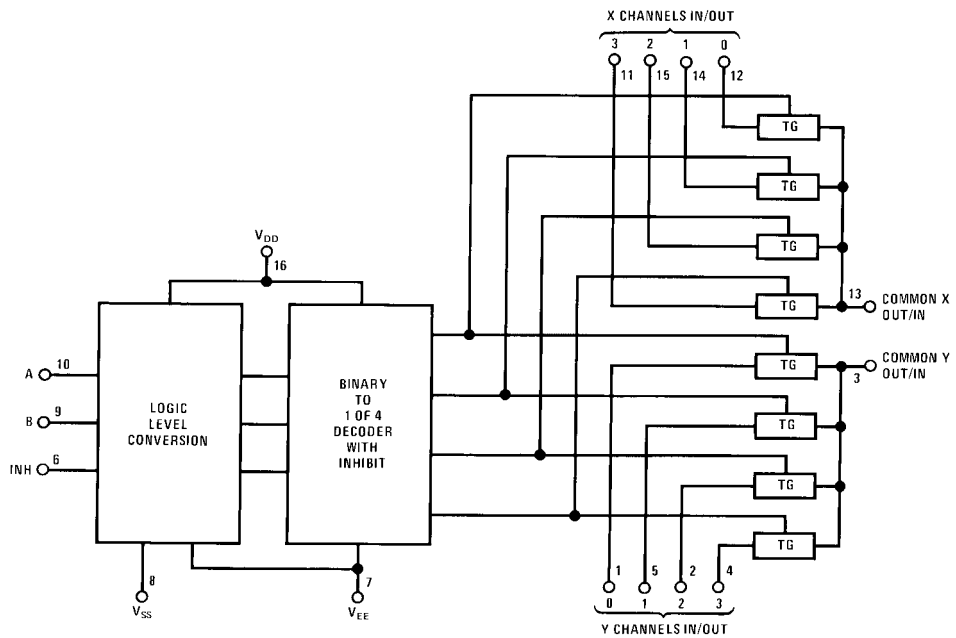 X CHANNELS IN/OUT
3 2 1 0
11 15 14 12
TG
TG
TG
TG
13 COMMON X
OUT/IN
TG
3 COMMON Y
OUT/IN
TG
TG
TG
VDD
16
A 10
B 9
INH 6
LOGIC
LEVEL
CONVERSION
BINARY
TO
1 OF 4
DECODER
WITH
INHIBIT
8
VSS
7
VEE
1 5 2 4
0 1 2 3
Y CHANNELS IN/OUT